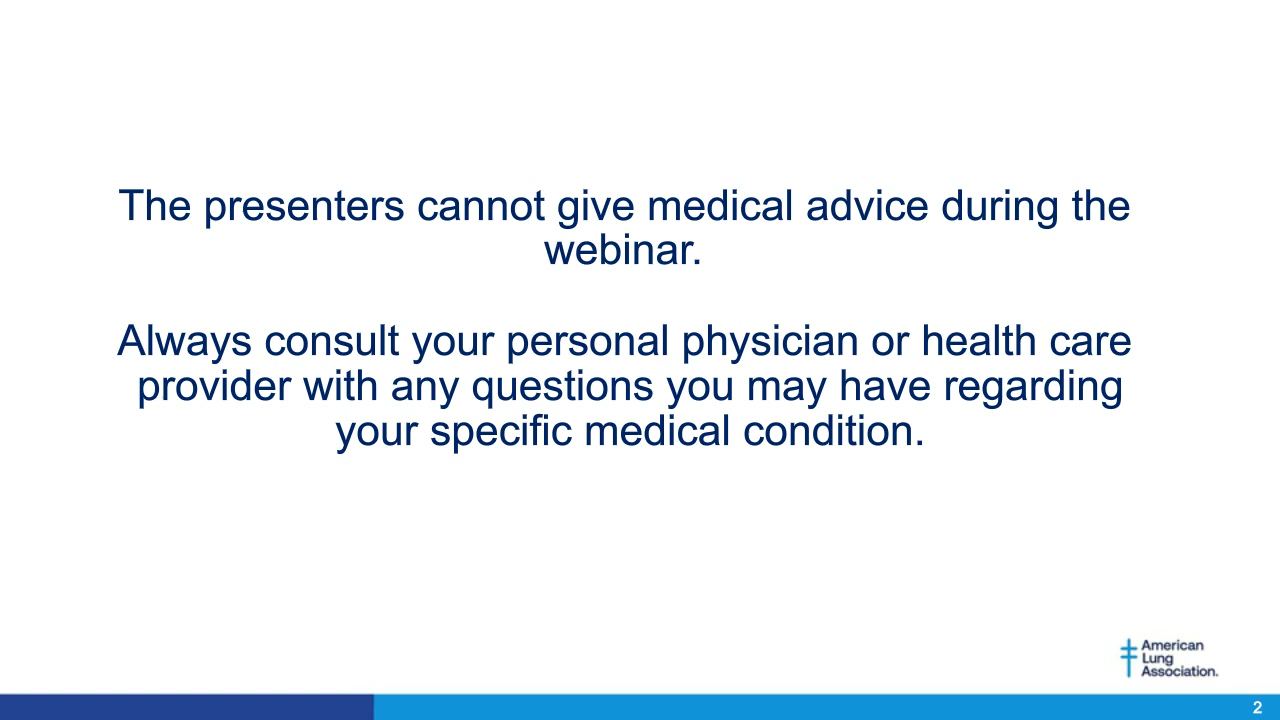 The presenters cannot give medical advice during the
webinar.
Always consult your personal physician or health care
provider with any questions you may have regarding
your specific medical condition.
American
Lung
Association.
2